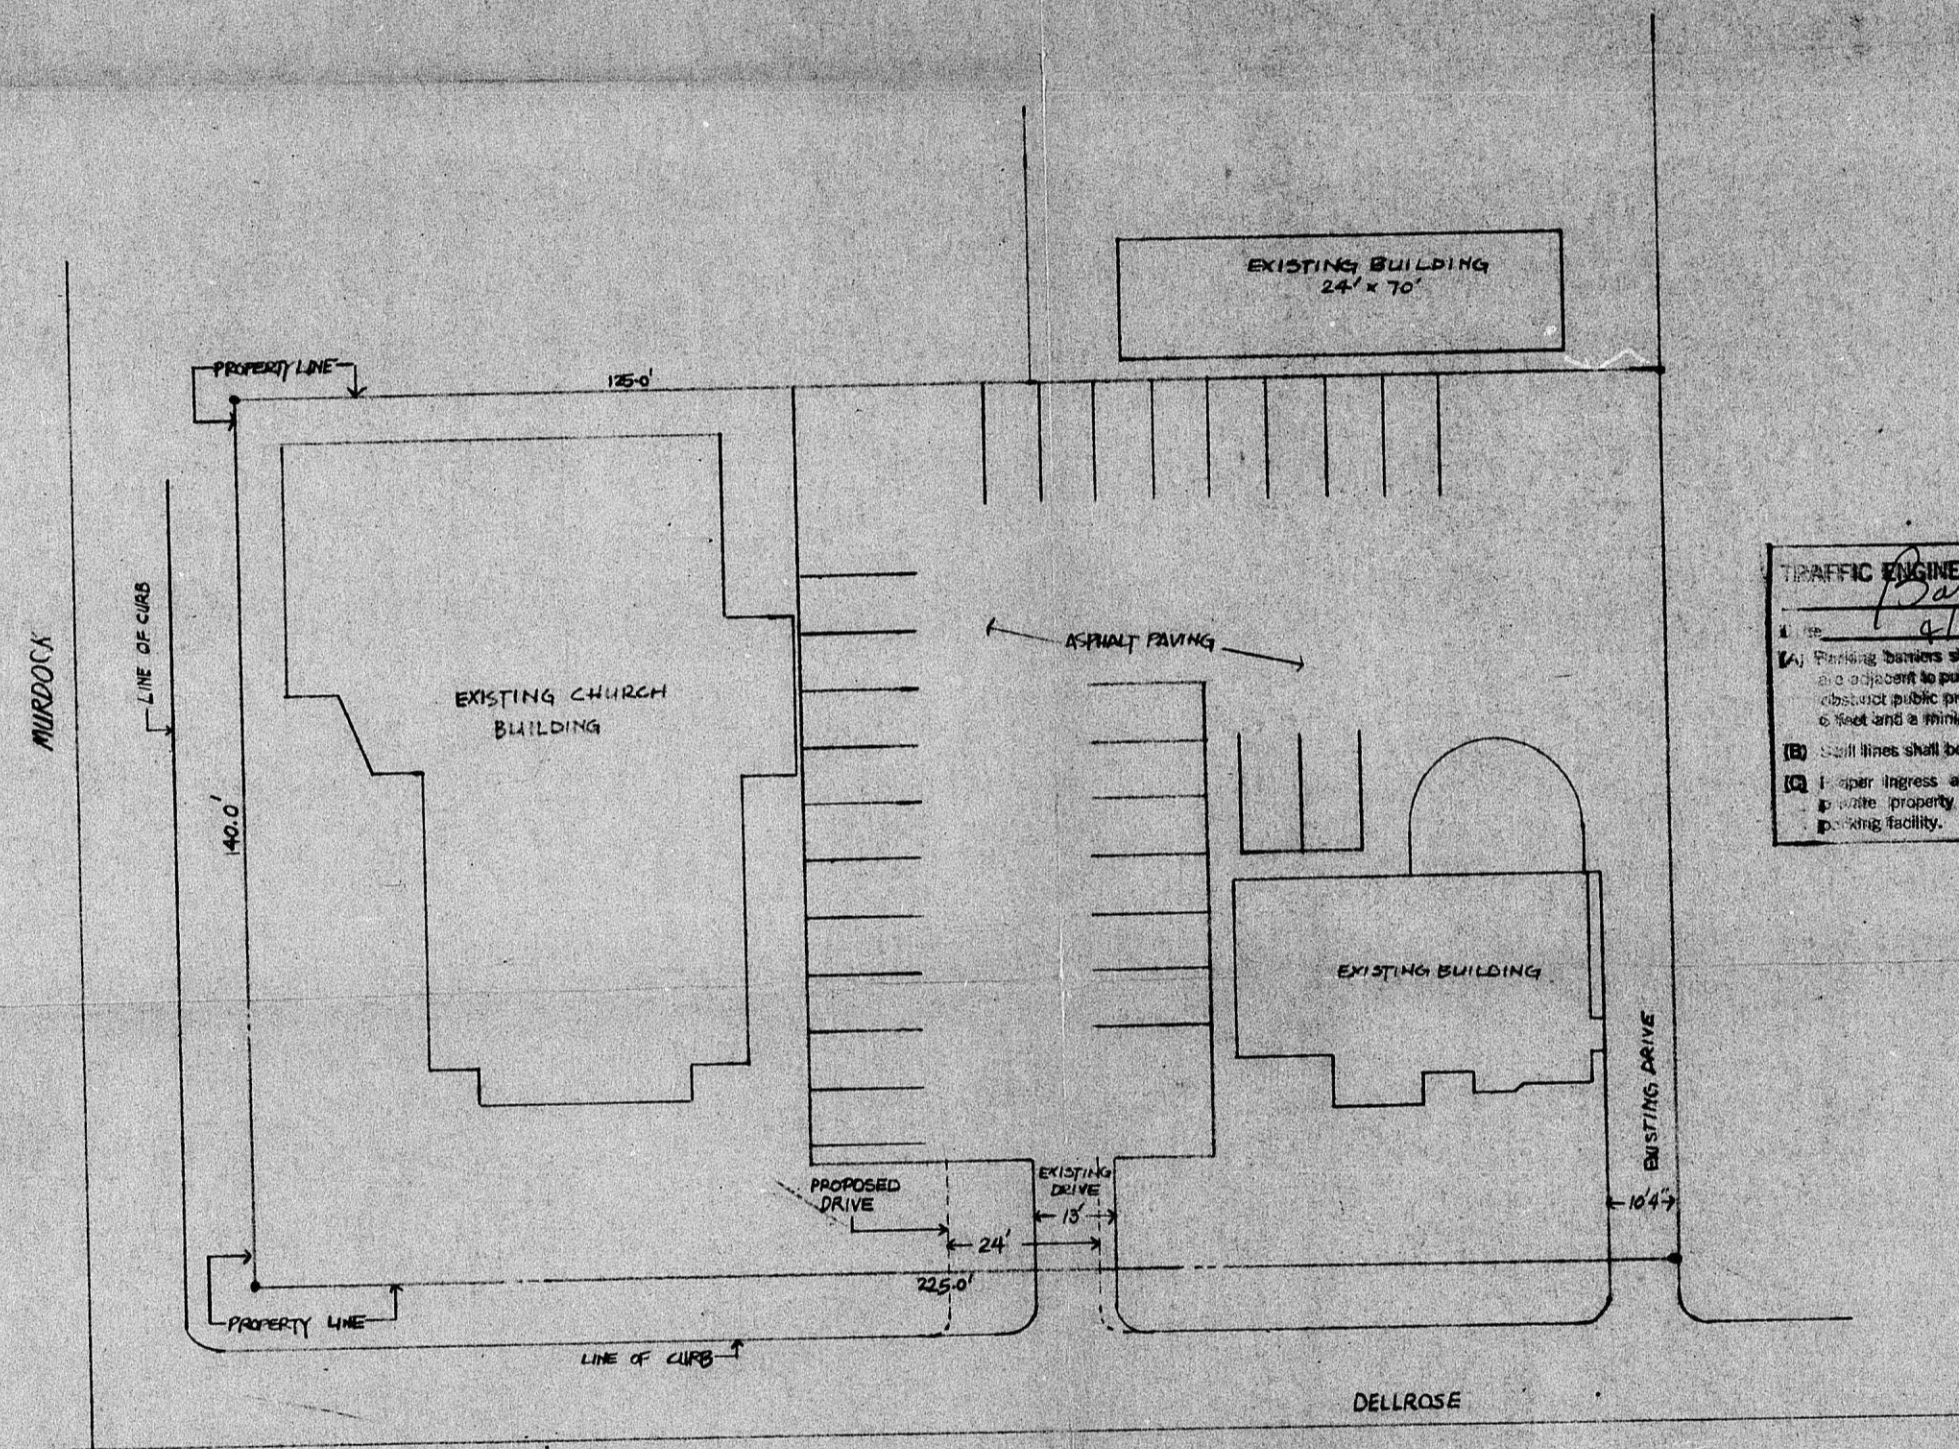 EXISTING BUILDING
24' x 70'
PROPERTY LINE
125.0'
MURDOCK
LINE OF CURB
140.0'
EXISTING CHURCH
BUILDING
ASPHALT PAVING
TRAFFIC ENGINE
4/
(A) Parking barriers s
are adjacent to pu
obstruct public pr
feet and a mini
(B) Stall lines shall be
(C) Proper ingress a
private property
parking facility.
EXISTING BUILDING
EXISTING DRIVE
PROPOSED
DRIVE
EXISTING
DRIVE
13'
10'4"
24'
225.0'
PROPERTY LINE
LINE OF CURB
DELLROSE